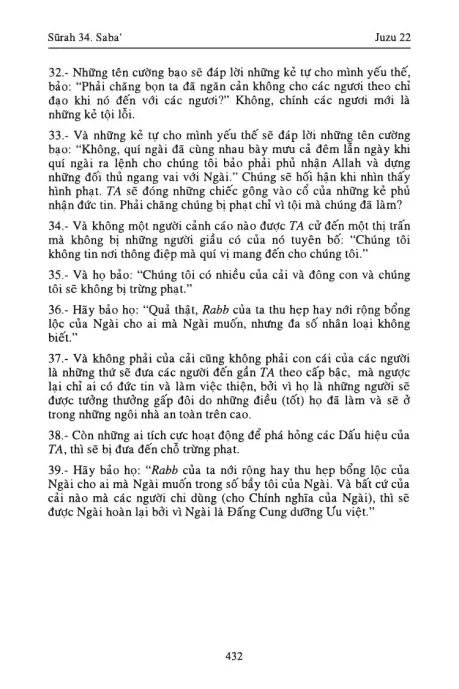 Sūrah 34. Saba’ Juzu 22
32.- Những tên cường bạo sẽ đáp lời những kẻ tự cho mình yếu thế,
bảo: “Phải chăng bọn ta đã ngăn cản không cho các ngươi theo chỉ
đạo khi nó đến với các ngươi?” Không, chính các ngươi mới là
những kẻ tội lỗi.
33.- Và những kẻ tự cho mình yếu thế sẽ đáp lời những tên cường
bạo: “Không, quí ngài đã cùng nhau bày mưu cả đêm lẫn ngày khi
quí ngài ra lệnh cho chúng tôi bảo phải phủ nhận Allah và dựng
những đối thủ ngang vai với Ngài.” Chúng sẽ hối hận khi nhìn thấy
hình phạt. TA sẽ đóng những chiếc gông vào cổ của những kẻ phủ
nhận đức tin. Phải chăng chúng bị phạt chỉ vì tội mà chúng đã làm?
34.- Và không một người cảnh cáo nào được TA cử đến một thị trấn
mà không bị những người giầu có của nó tuyên bố: “Chúng tôi
không tin nơi thông điệp mà quí vị mang đến cho chúng tôi.”
35.- Và họ bảo: “Chúng tôi có nhiều của cải và đông con và chúng
tôi sẽ không bị trừng phạt.”
36.- Hãy bảo họ: “Quả thật, Rabb của ta thu hẹp hay nới rộng bổng
lộc của Ngài cho ai mà Ngài muốn, nhưng đa số nhân loại không
biết.”
37.- Và không phải của cải cũng không phải con cái của các người
là những thứ sẽ đưa các người đến gần TA theo cấp bậc, mà ngược
lại chỉ ai có đức tin và làm việc thiện, bởi vì họ là những người sẽ
được tưởng thưởng gấp đôi do những điều (tốt) họ đã làm và sẽ ở
trong những ngôi nhà an toàn trên cao.
38.- Còn những ai tích cực hoạt động để phá hỏng các Dấu hiệu của
TA, thì sẽ bị đưa đến chỗ trừng phạt.
39.- Hãy bảo họ: “Rabb của ta nới rộng hay thu hẹp bổng lộc của
Ngài cho ai mà Ngài muốn trong số bầy tôi của Ngài. Và bất cứ của
cải nào mà các người chi dùng (cho Chính nghĩa của Ngài), thì sẽ
được Ngài hoàn lại bởi vì Ngài là Đấng Cung dưỡng Ưu việt.”
432